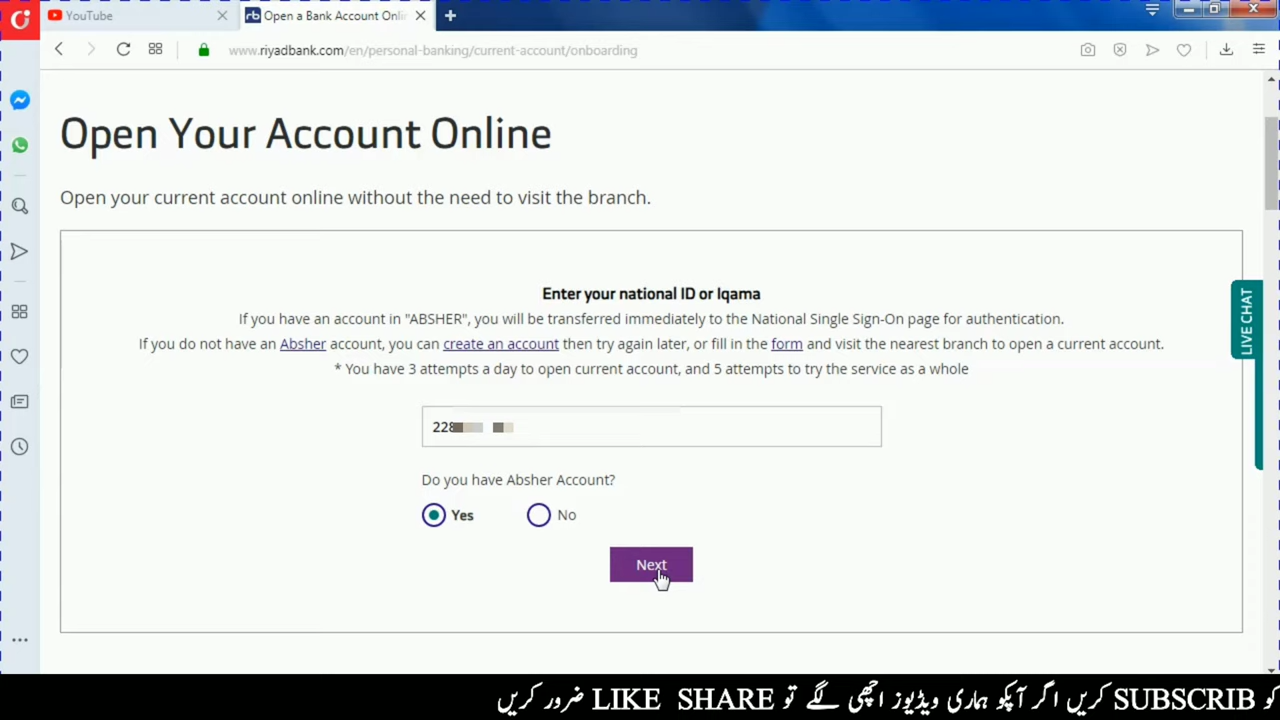 YouTube
rb Open a Bank Account Onli
www.riyadbank.com/en/personal-banking/current-account/onboarding
Open Your Account Online
Open your current account online without the need to visit the branch.
Enter your national ID or Iqama
If you have an account in "ABSHER", you will be transferred immediately to the National Single Sign-On page for authentication.
If you do not have an Absher account, you can create an account then try again later, or fill in the form and visit the nearest branch to open a current account.
* You have 3 attempts a day to open current account, and 5 attempts to try the service as a whole
228
Do you have Absher Account?
Yes No
Next
LIVE CHAT
کو SUBSCRIB کریں اگر آپکو ہماری ویڈیوز اچھی لگے تو LIKE SHARE ضرور کریں